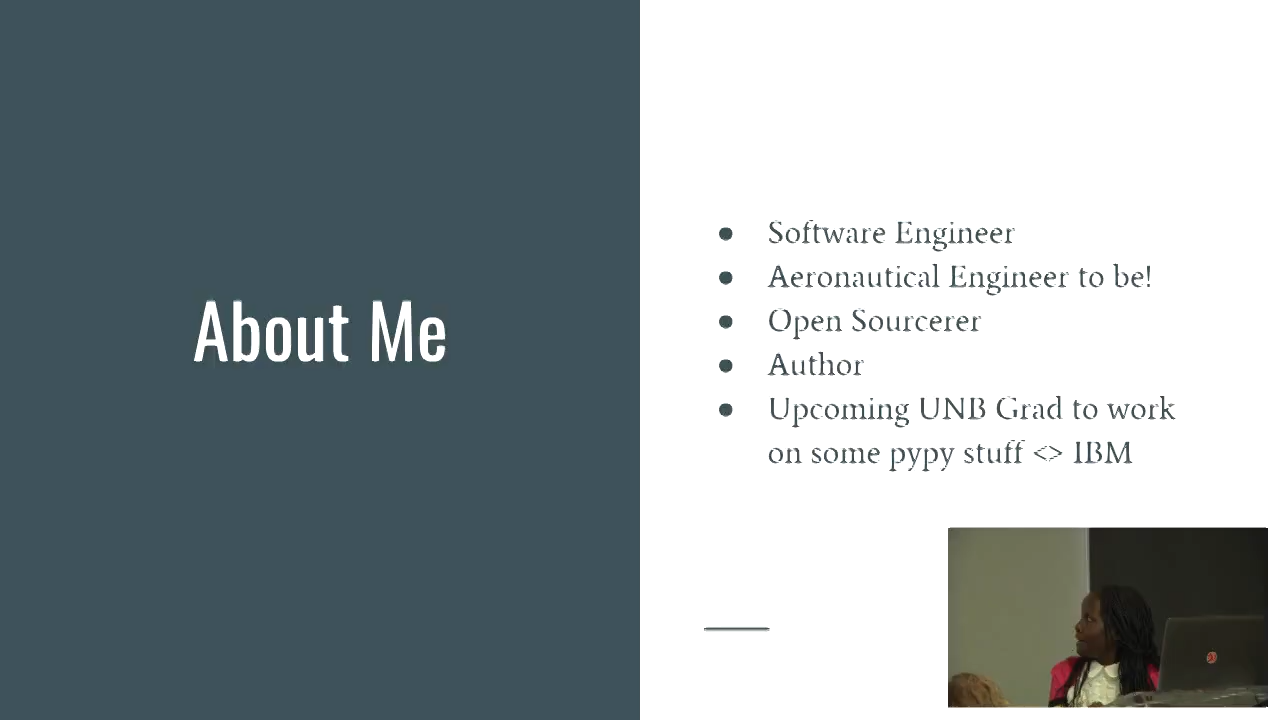 About Me
● Software Engineer
● Aeronautical Engineer to be!
● Open Sourcerer
● Author
● Upcoming UNB Grad to work
on some pypy stuff <> IBM